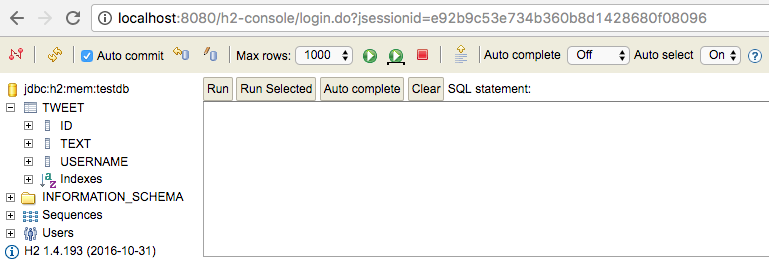 localhost:8080/h2-console/login.do?jsessionid=e92b9c53e734b360b8d1428680f08096
Auto commit Max rows: 1000 Auto complete Off Auto select On
jdbc:h2:mem:testdb
TWEET
ID
TEXT
USERNAME
Indexes
INFORMATION_SCHEMA
Sequences
Users
H2 1.4.193 (2016-10-31)
Run Run Selected Auto complete Clear SQL statement: